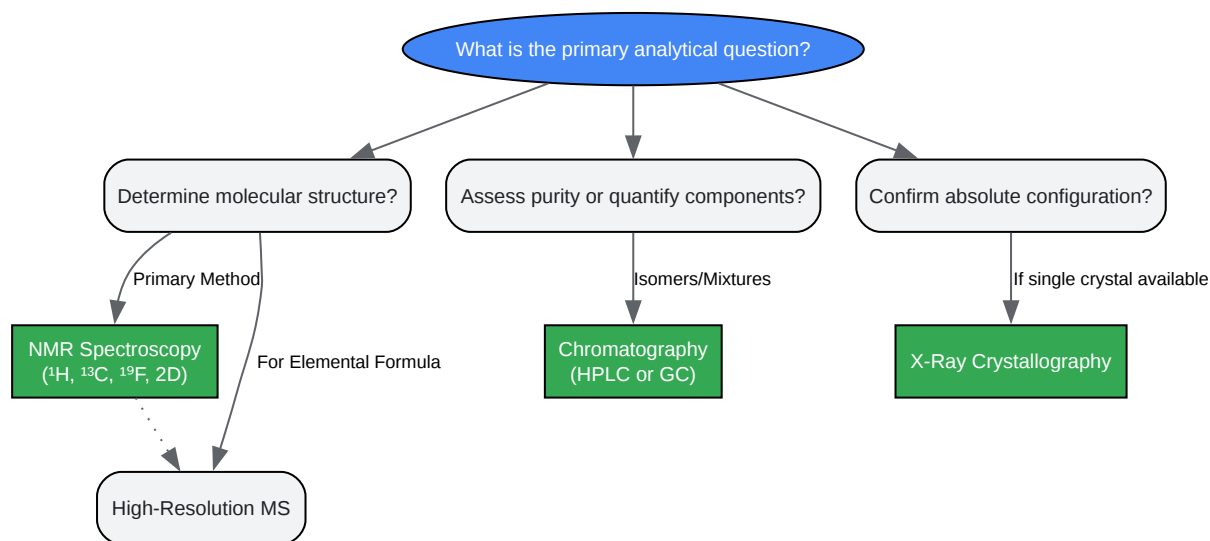 What is the primary analytical question?
Determine molecular structure?
Assess purity or quantify components?
Confirm absolute configuration?
Primary Method
Isomers/Mixtures
If single crystal available
NMR Spectroscopy
(¹H, ¹³C, ¹⁹F, 2D)
For Elemental Formula
Chromatography
(HPLC or GC)
X-Ray Crystallography
High-Resolution MS